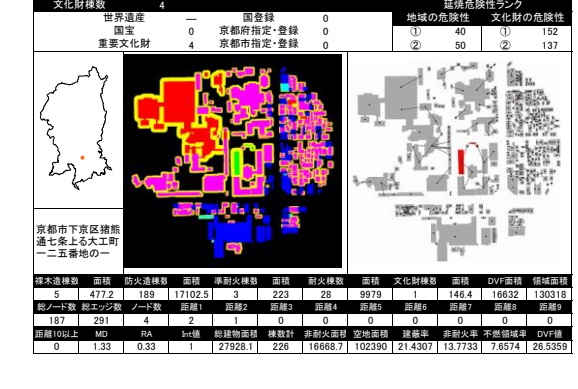 文化財棟数 4 延焼危険性ランク
世界遺産 — 国登録 0 地域の危険性 文化財の危険性
国宝 0 京都府指定・登録 0 ① 40 ① 152
重要文化財 4 京都市指定・登録 0 ② 50 ② 137
京都市下京区猪熊
通七条上る大工町
一二五番地の一
裸木造棟数 面積 防火造棟数 面積 準耐火棟数 面積 耐火棟数 面積 文化財棟数 面積 DVF面積 領域面積
5 477.2 189 17102.5 3 223 28 9979 1 146.4 16632 130318
総ノード数 総エッジ数 ノード数 距離1 距離2 距離3 距離4 距離5 距離6 距離7 距離8 距離9
187 291 4 2 1 0 0 0 0 0 0 0
距離10以上 MD RA Int値 総建物面積 棟数計 非耐火面積 空地面積 建蔽率 非耐火率 不燃領域率 DVF値
0 1.33 0.33 1 27928.1 226 16668.7 102390 21.4307 13.7733 7.6574 26.5359